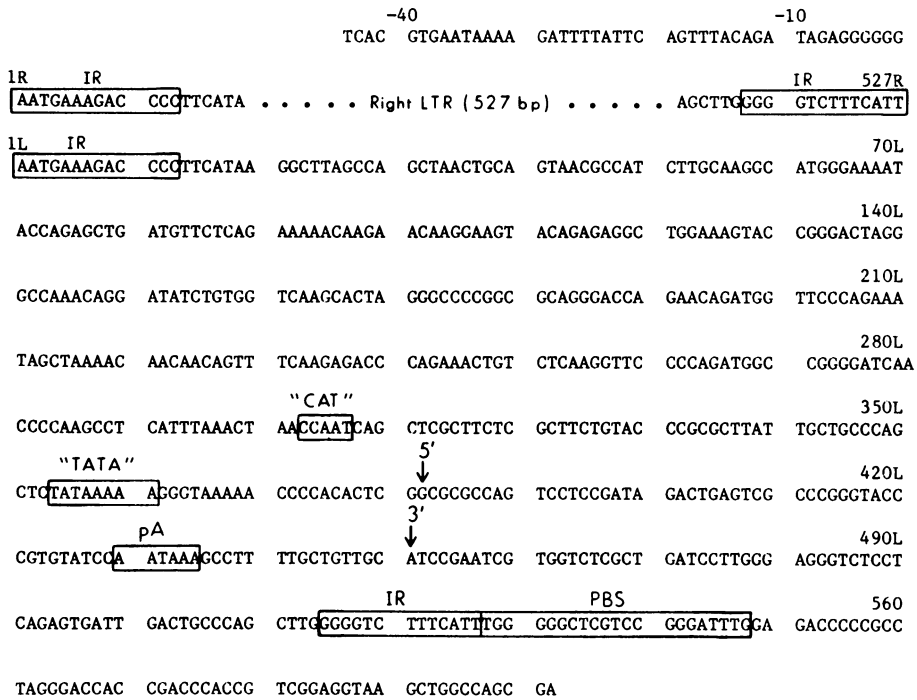 -40 -10
TCAC GTGAATAAAA GATTTTATTC AGTTTACAGA TAGAGGGGGG
1R IR IR 527R
AATGAAAGAC CCCTTCATA . . . . . Right LTR (527 bp) . . . . . AGCTTGGGG GTCTTTCATT
1L IR 70L
AATGAAAGAC CCCTTCATAA GGCTTAGCCA GCTAACTGCA GTAACGCCAT CTTGCAAGGC ATGGGAAAAT
140L
ACCAGAGCTG ATGTTCTCAG AAAAACAAGA ACAAGGAAGT ACAGAGAGGC TGGAAAGTAC CGGGACTAGG
210L
GCCAAACAGG ATATCTGTGG TCAAGCACTA GGGCCCCGGC GCAGGGACCA GAACAGATGG TTCCCAGAAA
280L
TAGCTAAAAC AACAACAGTT TCAAGAGACC CAGAAACTGT CTCAAGGTTC CCCAGATGGC CGGGGATCAA
"CAT" 350L
CCCCAAGCCT CATTTAAACT AACCAATCAG CTCGCTTCTC GCTTCTGTAC CCGCGCTTAT TGCTGCCCAG
"TATA" 5' 420L
CTCTATAAAA AGGGTAAAAA CCCCACACTC GGCGCGCCAG TCCTCCGATA GACTGAGTCG CCCGGGTACC
pA 3' 490L
CGTGTATCCA ATAAAGCCTT TTGCTGTTGC ATCCGAATCG TGGTCTCGCT GATCCTTGGG AGGGTCTCCT
IR PBS 560
CAGAGTGATT GACTGCCCAG CTTGGGGGTC TTTCATTTGG GGGCTCGTCC GGGATTTGGA GACCCCCGCC
TAGGGACCAC CGACCCACCG TCGGAGGTAA GCTGGCCAGC GA